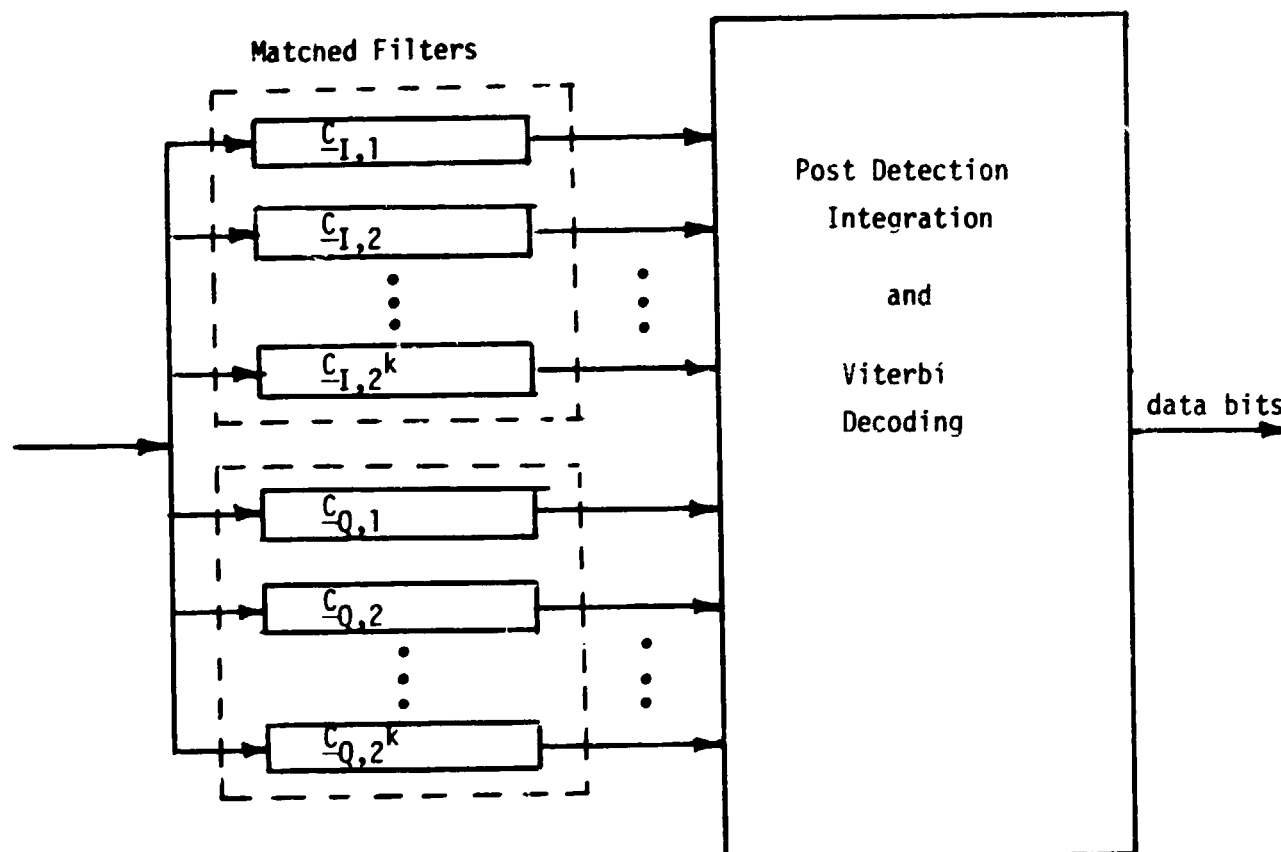 Matched Filters
C_I,1
C_I,2
C_I,2^k
C_Q,1
C_Q,2
C_Q,2^k
Post Detection
Integration
and
Viterbi
Decoding
data bits